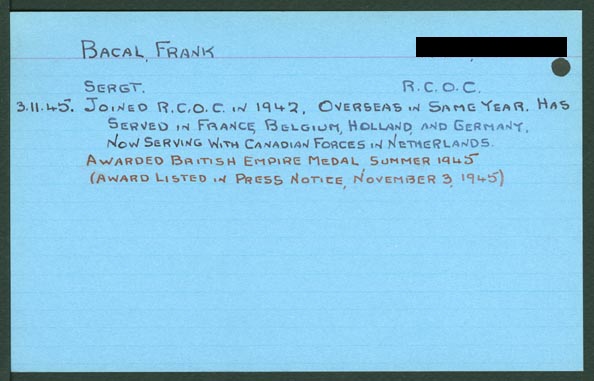 BACAL, FRANK
SERGT. R.C.O.C.
3.11.45. JOINED R.C.O.C. IN 1942, OVERSEAS IN SAME YEAR. HAS
SERVED IN FRANCE, BELGIUM, HOLLAND, AND GERMANY,
NOW SERVING WITH CANADIAN FORCES IN NETHERLANDS.
AWARDED BRITISH EMPIRE MEDAL SUMMER 1945
(AWARD LISTED IN PRESS NOTICE, NOVEMBER 3, 1945)